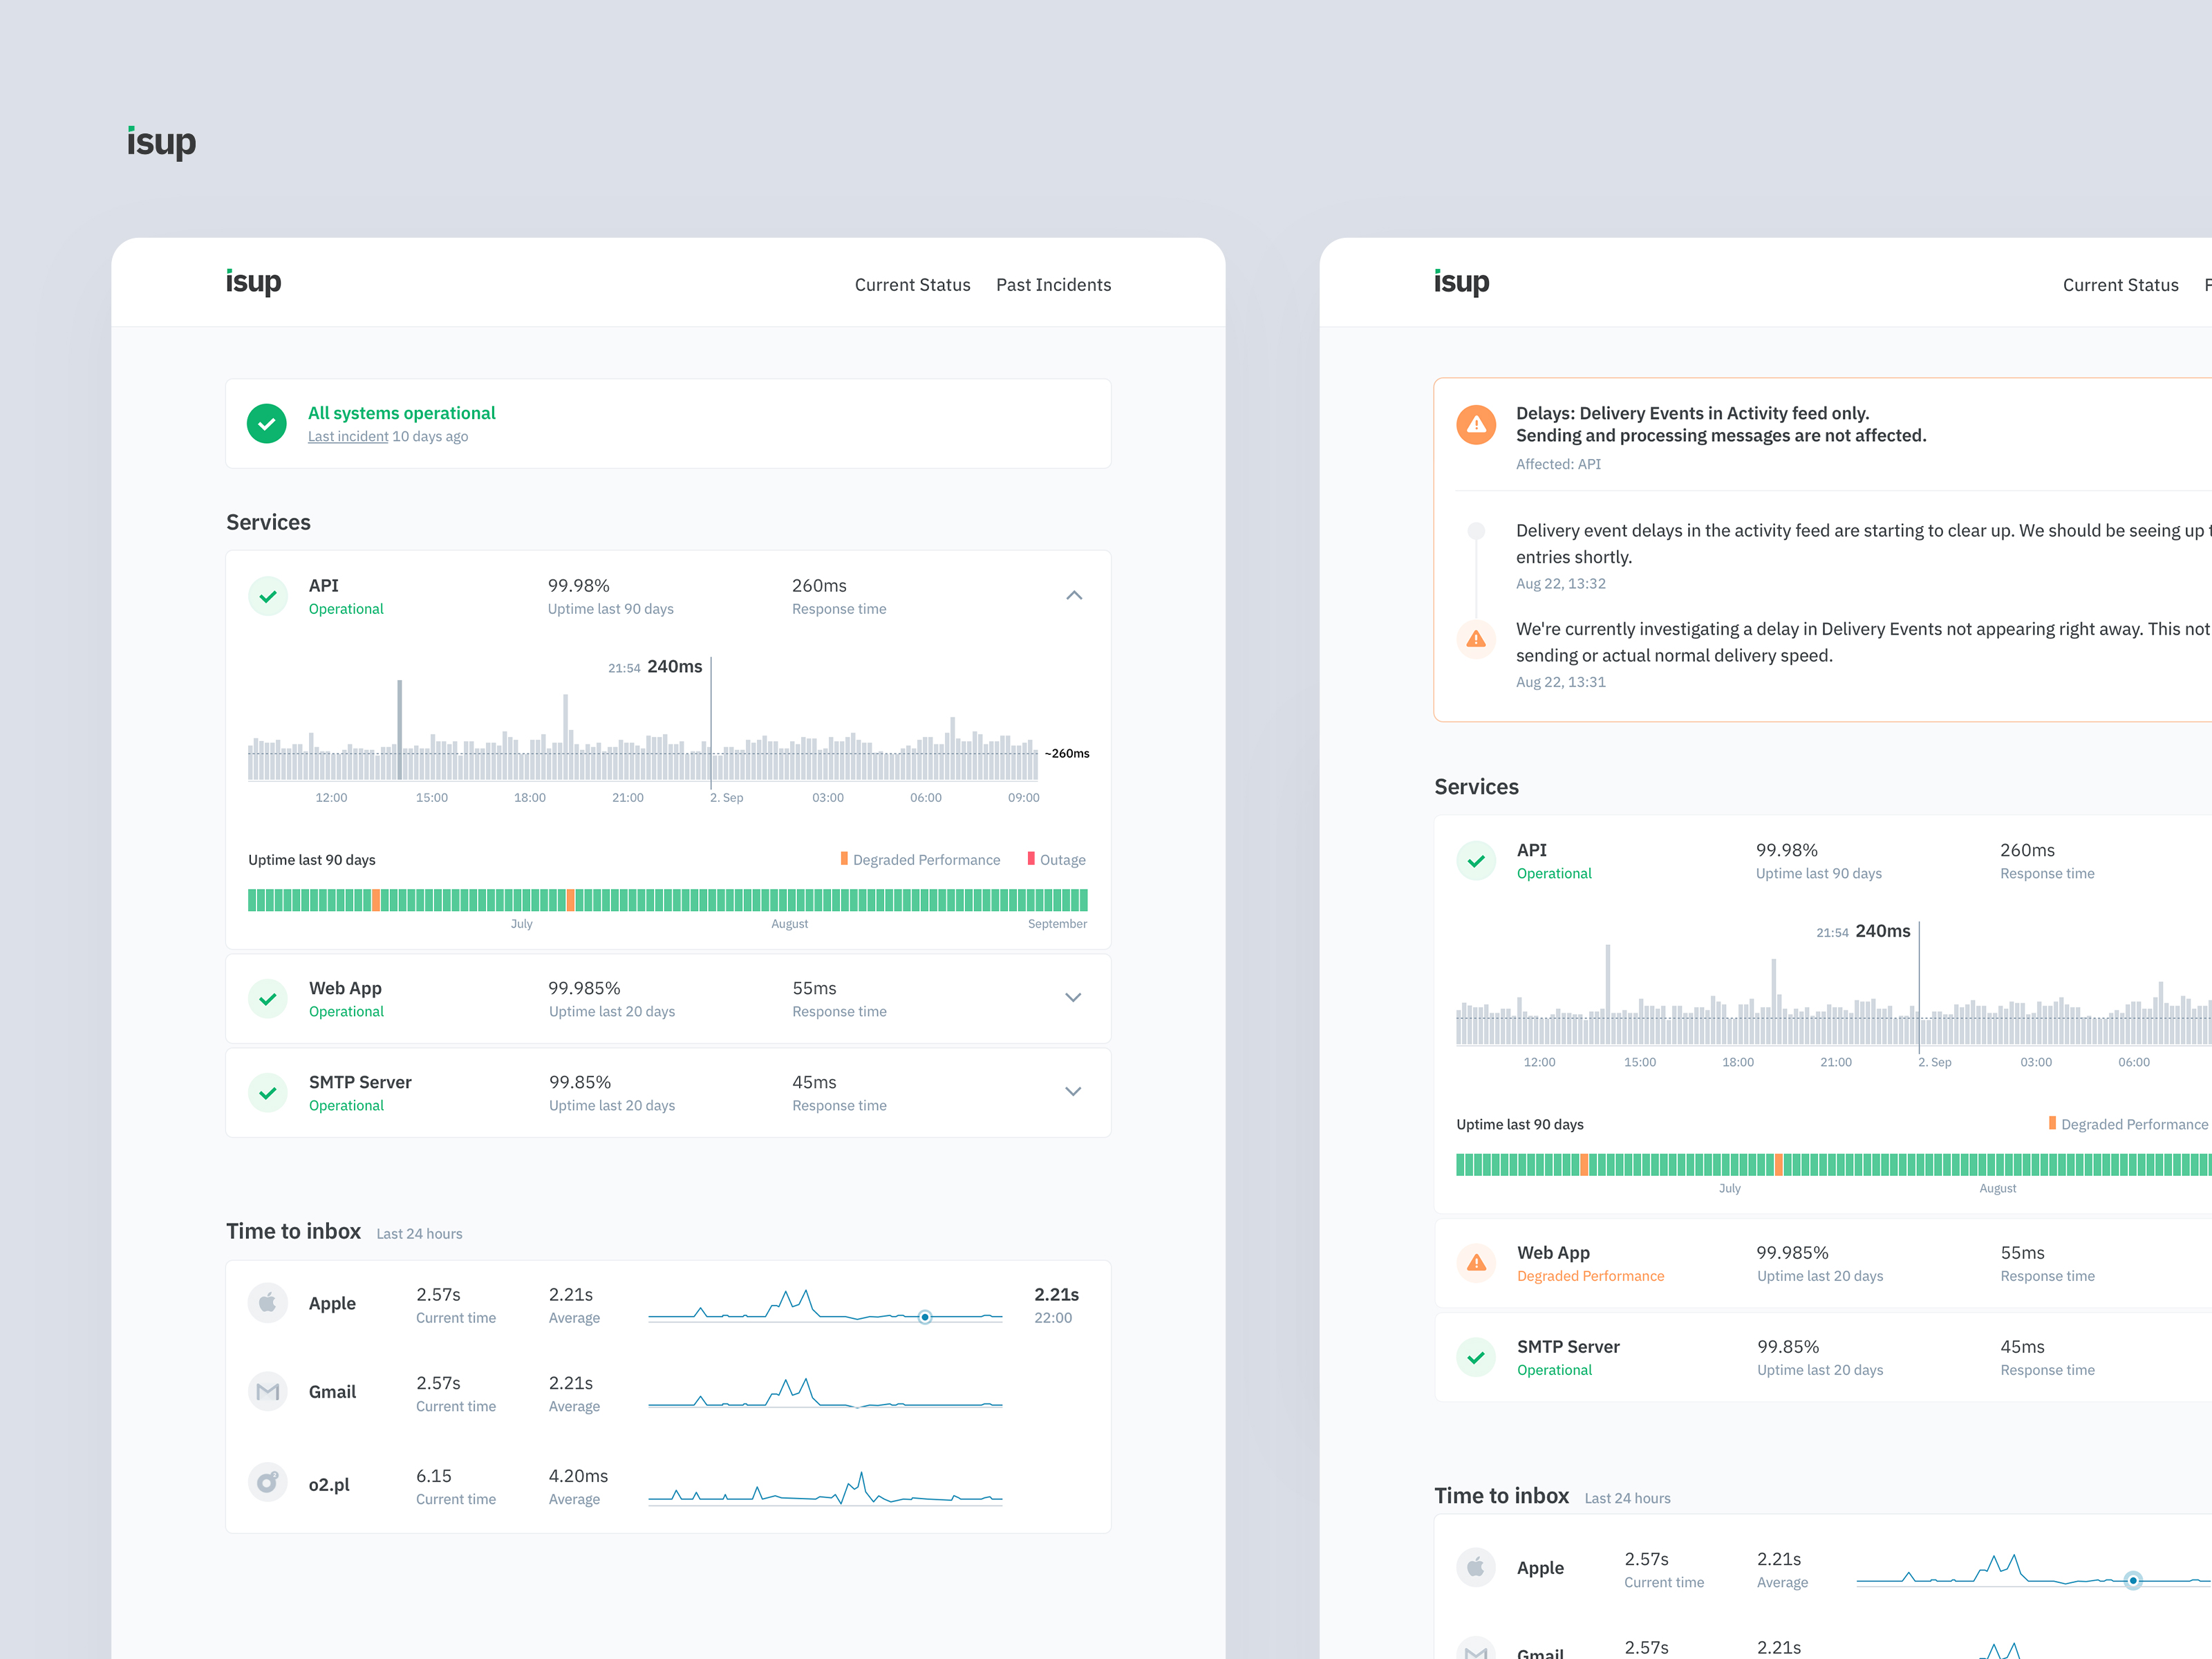 isup
isup
Current Status Past Incidents
All systems operational
Last incident 10 days ago
Services
API 99.98% 260ms
Operational Uptime last 90 days Response time
21:54 240ms
~260ms
12:00 15:00 18:00 21:00 2. Sep 03:00 06:00 09:00
Uptime last 90 days Degraded Performance Outage
July August September
Web App 99.985% 55ms
Operational Uptime last 20 days Response time
SMTP Server 99.85% 45ms
Operational Uptime last 20 days Response time
Time to inbox Last 24 hours
Apple 2.57s 2.21s 2.21s
Current time Average 22:00
Gmail 2.57s 2.21s
Current time Average
o2.pl 6.15 4.20ms
Current time Average
isup
Current Status
Delays: Delivery Events in Activity feed only.
Sending and processing messages are not affected.
Affected: API
Delivery event delays in the activity feed are starting to clear up. We should be seeing up
entries shortly.
Aug 22, 13:32
We're currently investigating a delay in Delivery Events not appearing right away. This not
sending or actual normal delivery speed.
Aug 22, 13:31
Services
API 99.98% 260ms
Operational Uptime last 90 days Response time
21:54 240ms
12:00 15:00 18:00 21:00 2. Sep 03:00 06:00
Uptime last 90 days Degraded Performance
July August
Web App 99.985% 55ms
Degraded Performance Uptime last 20 days Response time
SMTP Server 99.85% 45ms
Operational Uptime last 20 days Response time
Time to inbox Last 24 hours
Apple 2.57s 2.21s
Current time Average
Gmail 2.57s 2.21s